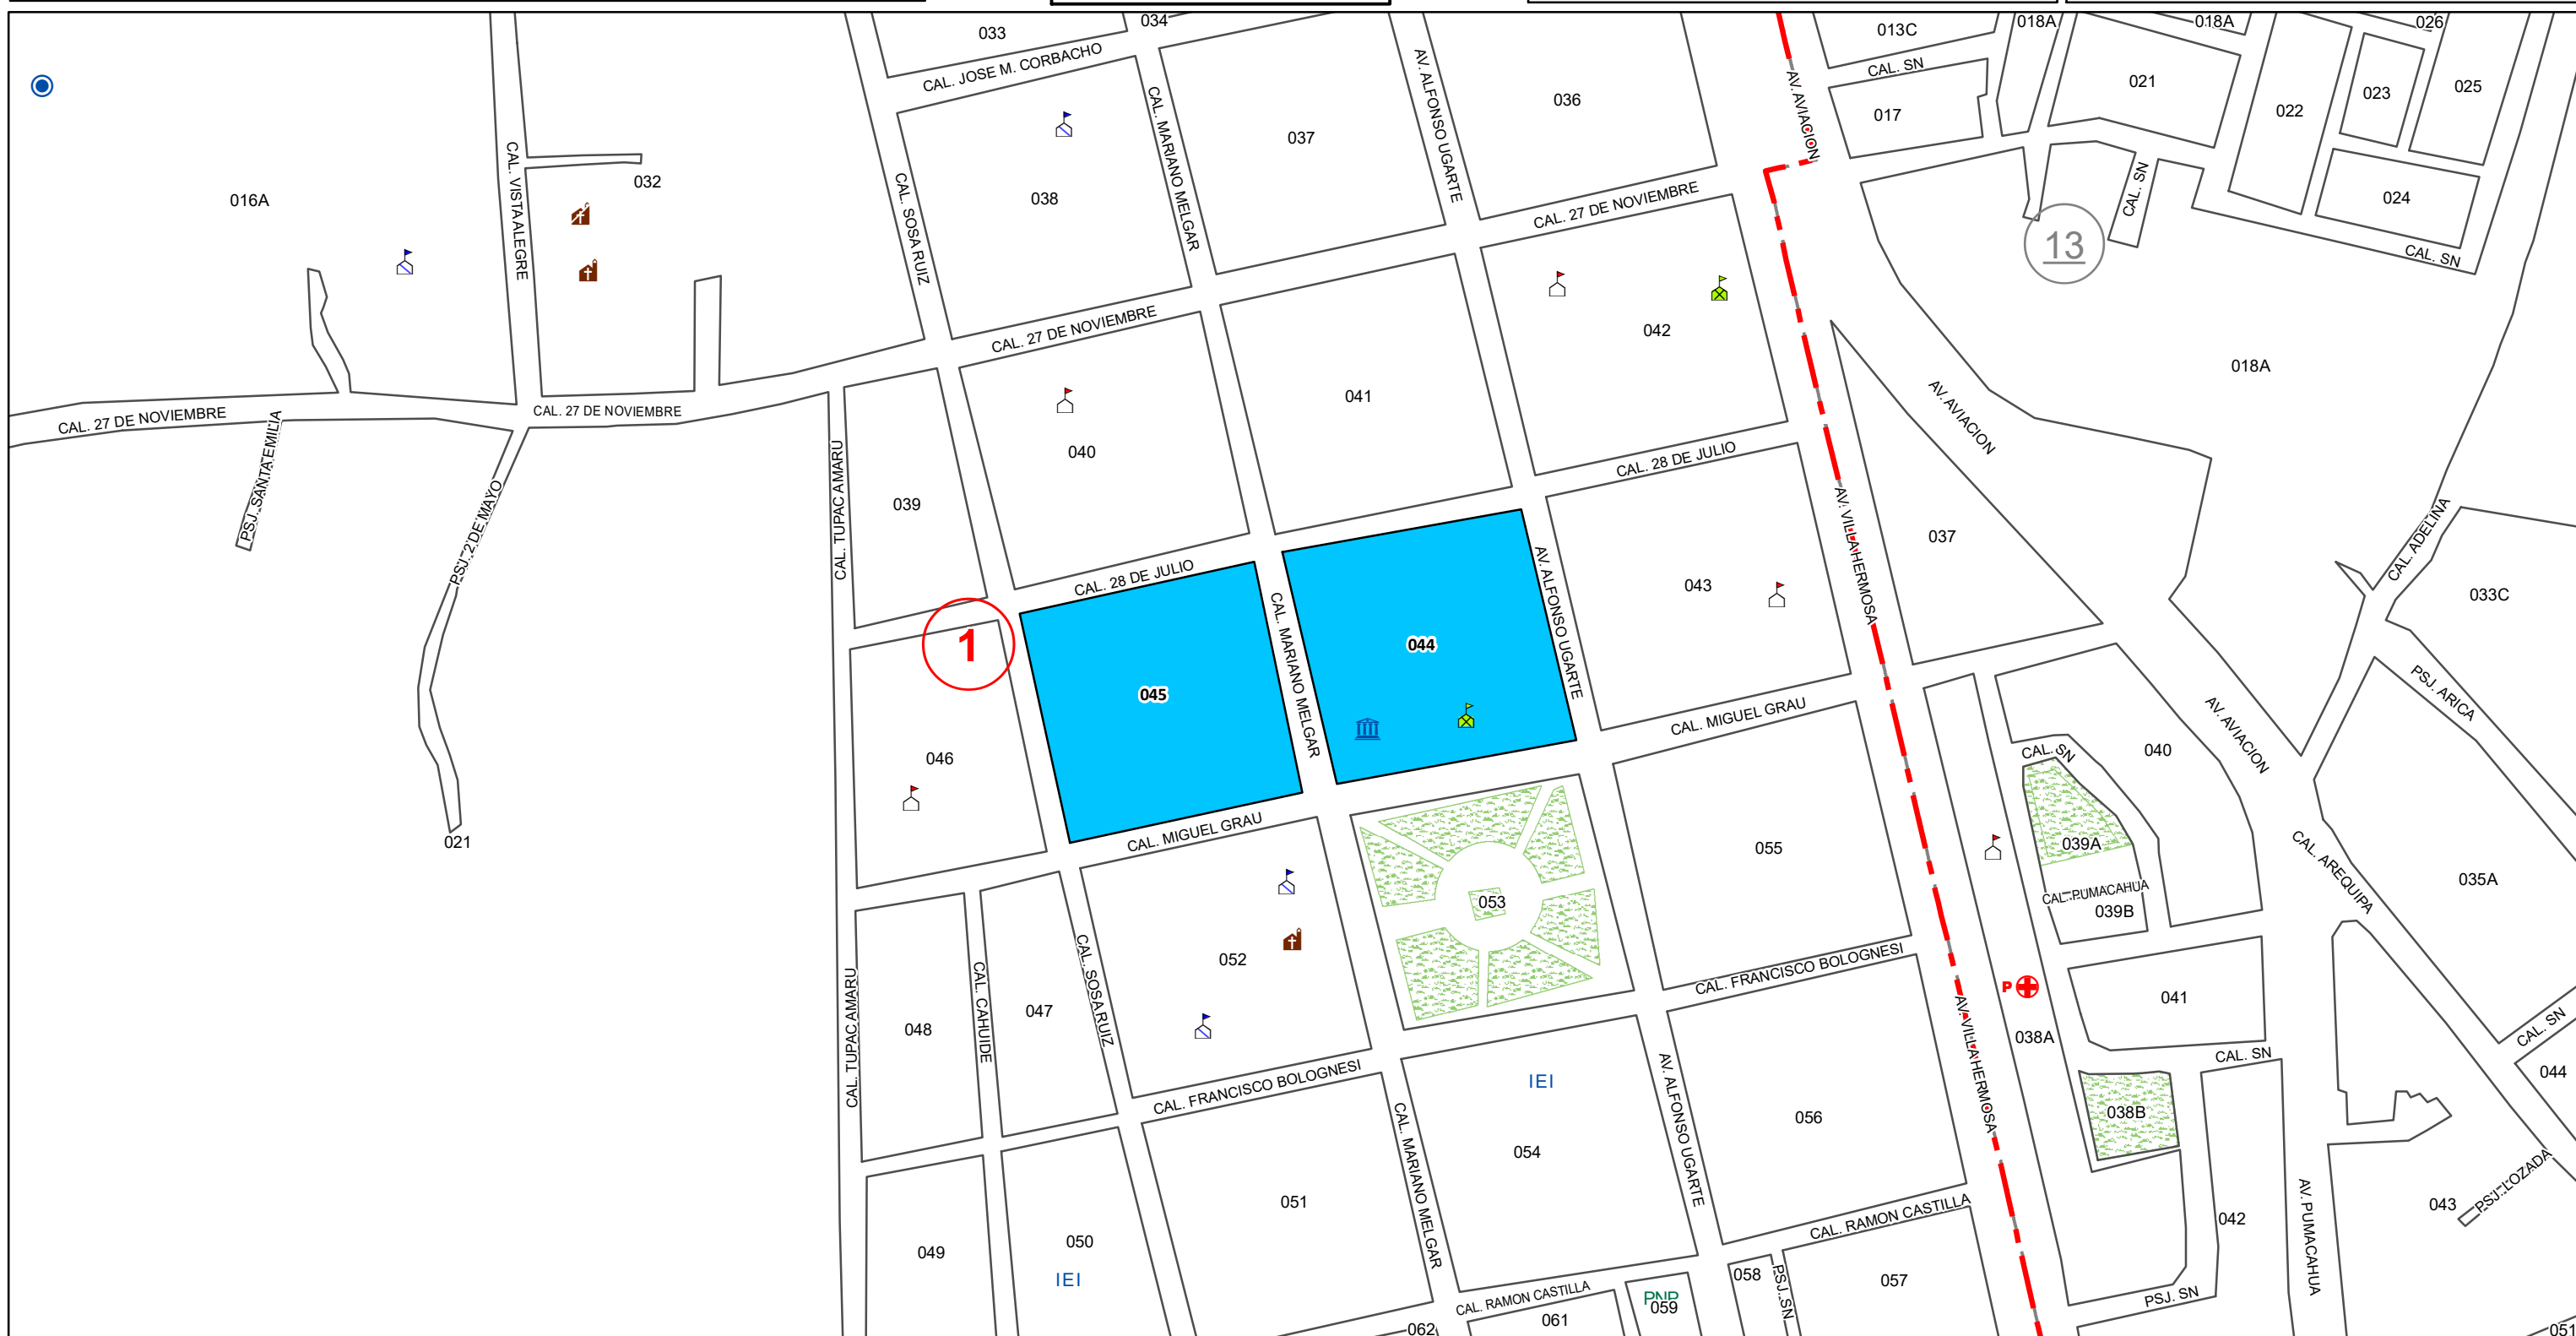 033
034
013C
018A
018A
026
CAL. JOSE M. CORBACHO
AV. ALFONSO UGARTE
AV. AVIACION
CAL. SN
021
023
025
CAL. MARIANO MELGAR
036
017
022
CAL. VISTA ALEGRE
037
032
016A
CAL. SOSA RUIZ
038
CAL. 27 DE NOVIEMBRE
CAL. SN
024
13
CAL. SN
CAL. 27 DE NOVIEMBRE
042
018A
041
CAL. 27 DE NOVIEMBRE
CAL. 27 DE NOVIEMBRE
AV. AVIACION
PSJ. SANTA EMILIA
040
CAL. 28 DE JULIO
CAL. TUPAC AMARU
039
PSJ. 2 DE MAYO
AV. VILLA HERMOSA
037
CAL. ADELINA
CAL. 28 DE JULIO
043
033C
AV. ALFONSO UGARTE
1
044
CAL. MARIANO MELGAR
045
PSJ. ARICA
CAL. MIGUEL GRAU
AV. AVIACION
046
CAL. SN
040
CAL. MIGUEL GRAU
021
055
039A
CAL. AREQUIPA
035A
CAL. PUMACAHUA
053
039B
052
CAL. FRANCISCO BOLOGNESI
CAL. SOSA RUIZ
CAL. CAHUIDE
P
041
047
048
CAL. TUPAC AMARU
038A
CAL. SN
AV. VILLA HERMOSA
CAL. SN
044
IEI
CAL. FRANCISCO BOLOGNESI
038B
056
AV. ALFONSO UGARTE
054
CAL. MARIANO MELGAR
PSJ. LOZADA
051
043
042
CAL. RAMON CASTILLA
AV. PUMACAHUA
050
049
IEI
058
057
PSJ. SN
PSJ. SN
CAL. RAMON CASTILLA
PNP
059
061
062
051